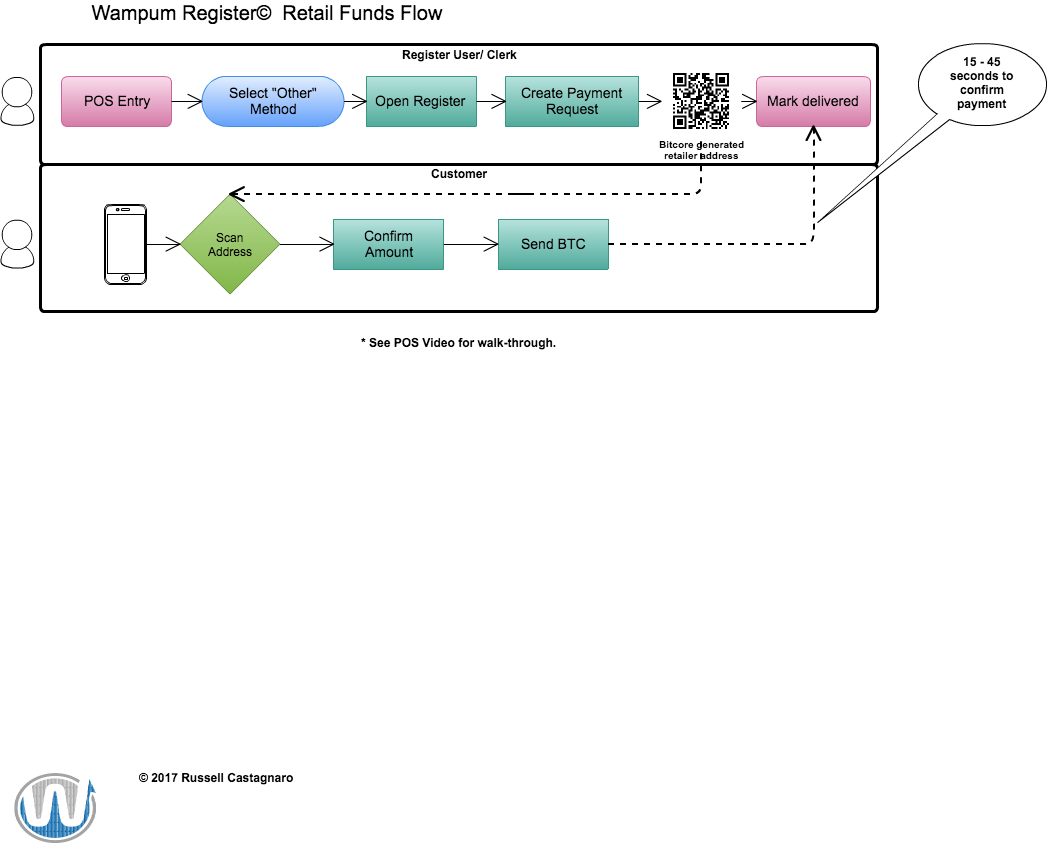 Wampum Register©  Retail Funds Flow
Register User/ Clerk
POS Entry
Select "Other"
Method
Open Register
Create Payment
Request
Mark delivered
Bitcore generated
retailer address
15 - 45
seconds to
confirm
payment
Customer
Scan
Address
Confirm
Amount
Send BTC
* See POS Video for walk-through.
© 2017 Russell Castagnaro